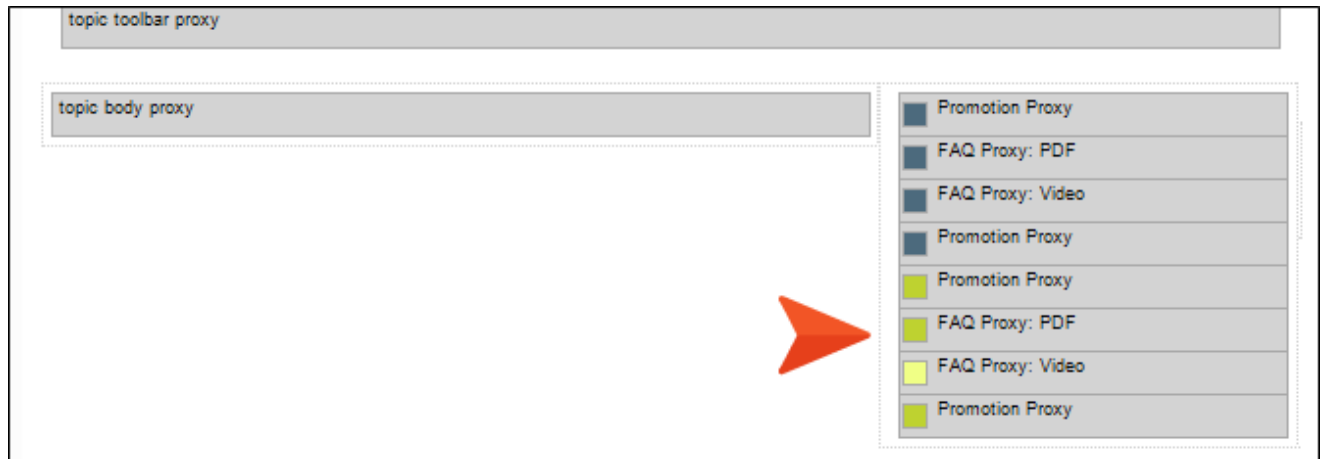 topic toolbar proxy
topic body proxy
Promotion Proxy
FAQ Proxy: PDF
FAQ Proxy: Video
Promotion Proxy
Promotion Proxy
FAQ Proxy: PDF
FAQ Proxy: Video
Promotion Proxy